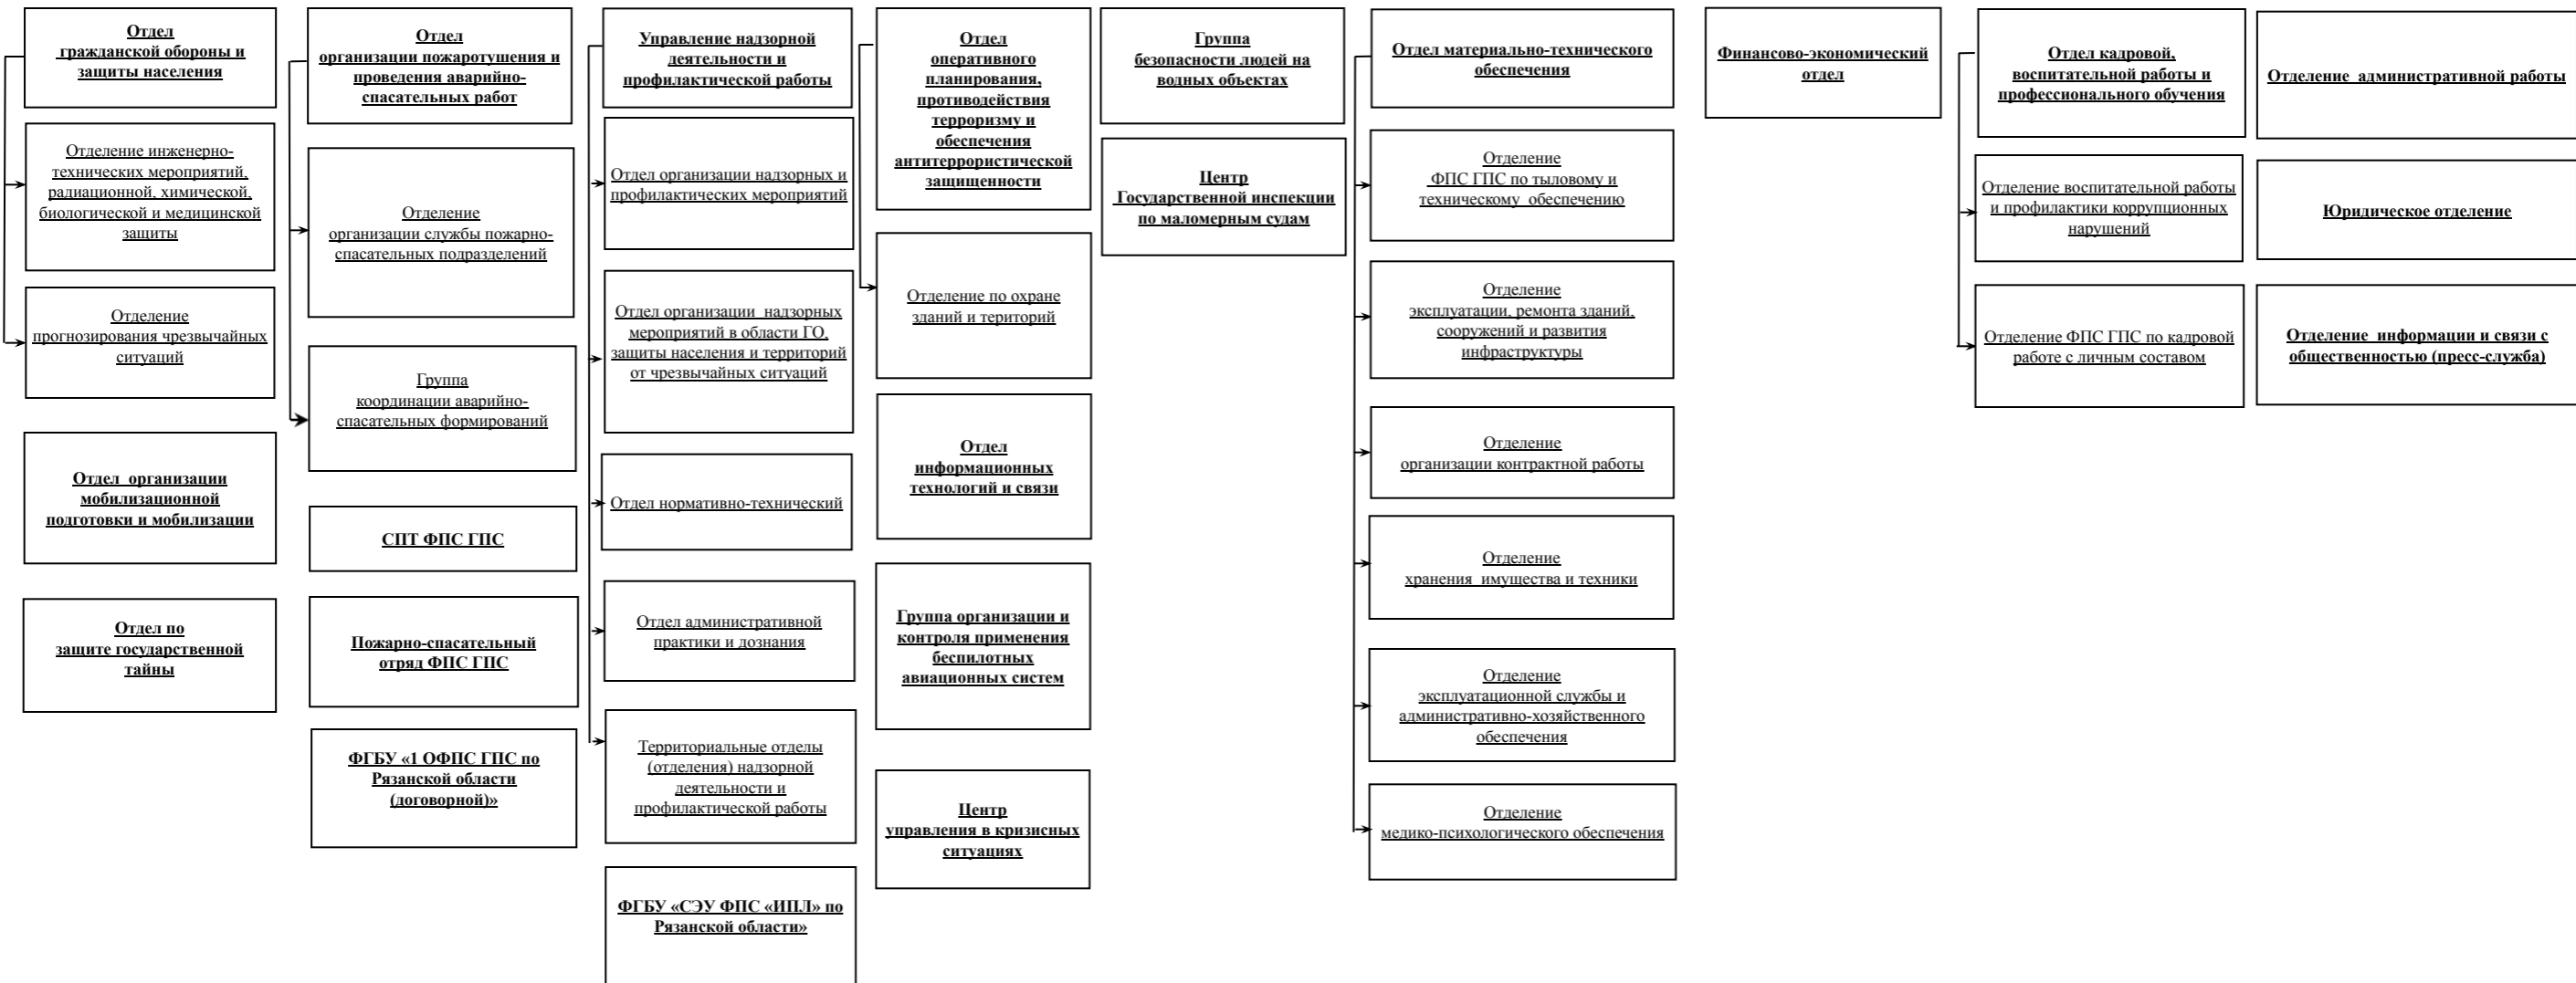 Отдел
гражданской обороны и
защиты населения
Отделение инженерно-
технических мероприятий,
радиационной, химической,
биологической и медицинской
защиты
Отделение
прогнозирования чрезвычайных
ситуаций
Отдел организации
мобилизационной
подготовки и мобилизации
Отдел по
защите государственной
тайны
Отдел
организации пожаротушения и
проведения аварийно-
спасательных работ
Отделение
организации службы пожарно-
спасательных подразделений
Группа
координации аварийно-
спасательных формирований
СПТ ФПС ГПС
Пожарно-спасательный
отряд ФПС ГПС
ФГБУ «1 ОФПС ГПС по
Рязанской области
(договорной)»
Управление надзорной
деятельности и
профилактической работы
Отдел организации надзорных и
профилактических мероприятий
Отдел организации надзорных
мероприятий в области ГО,
защиты населения и территорий
от чрезвычайных ситуаций
Отдел нормативно-технический
Отдел административной
практики и дознания
Территориальные отделы
(отделения) надзорной
деятельности и
профилактической работы
ФГБУ «СЭУ ФПС «ИПЛ» по
Рязанской области»
Отдел
оперативного
планирования,
противодействия
терроризму и
обеспечения
антитеррористической
защищенности
Отделение по охране
зданий и територий
Отдел
информационных
технологий и связи
Группа организации и
контроля применения
беспилотных
авиационных систем
Центр
управления в кризисных
ситуациях
Группа
безопасности людей на
водных объектах
Центр
Государственной инспекции
по маломерным судам
Отдел материально-технического
обеспечения
Отделение
ФПС ГПС по тыловому и
техническому обеспечению
Отделение
эксплуатации, ремонта зданий,
сооружений и развития
инфраструктуры
Отделение
организации контрактной работы
Отделение
хранения имущества и техники
Отделение
эксплуатационной службы и
административно-хозяйственного
обеспечения
Отделение
медико-психологического обеспечения
Финансово-экономический
отдел
Отдел кадровой,
воспитательной работы и
профессионального обучения
Отделение воспитательной работы
и профилактики коррупционных
нарушений
Отделение ФПС ГПС по кадровой
работе с личным составом
Отделение административной работы
Юридическое отделение
Отделение информации и связи с
общественностью (пресс-служба)